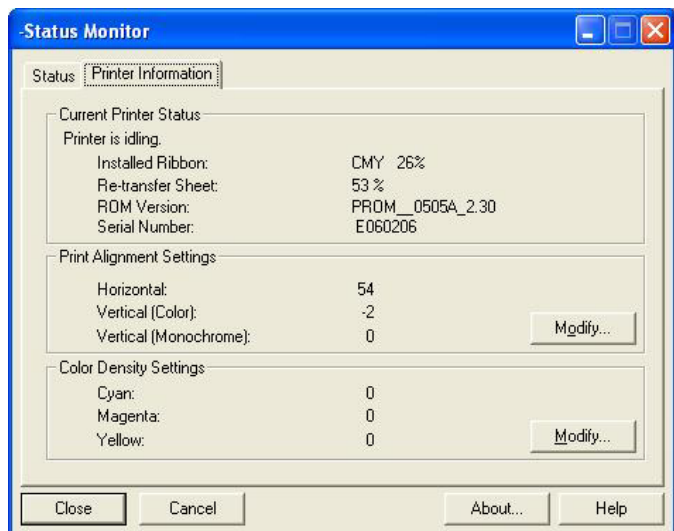 -Status Monitor
Status Printer Information
Current Printer Status
Printer is idling.
Installed Ribbon: CMY 26%
Re-transfer Sheet: 53 %
ROM Version: PROM__0505A_2.30
Serial Number: E060206
Print Alignment Settings
Horizontal: 54
Vertical (Color): -2
Vertical (Monochrome): 0
Modify...
Color Density Settings
Cyan: 0
Magenta: 0
Yellow: 0
Modify...
Close Cancel About... Help